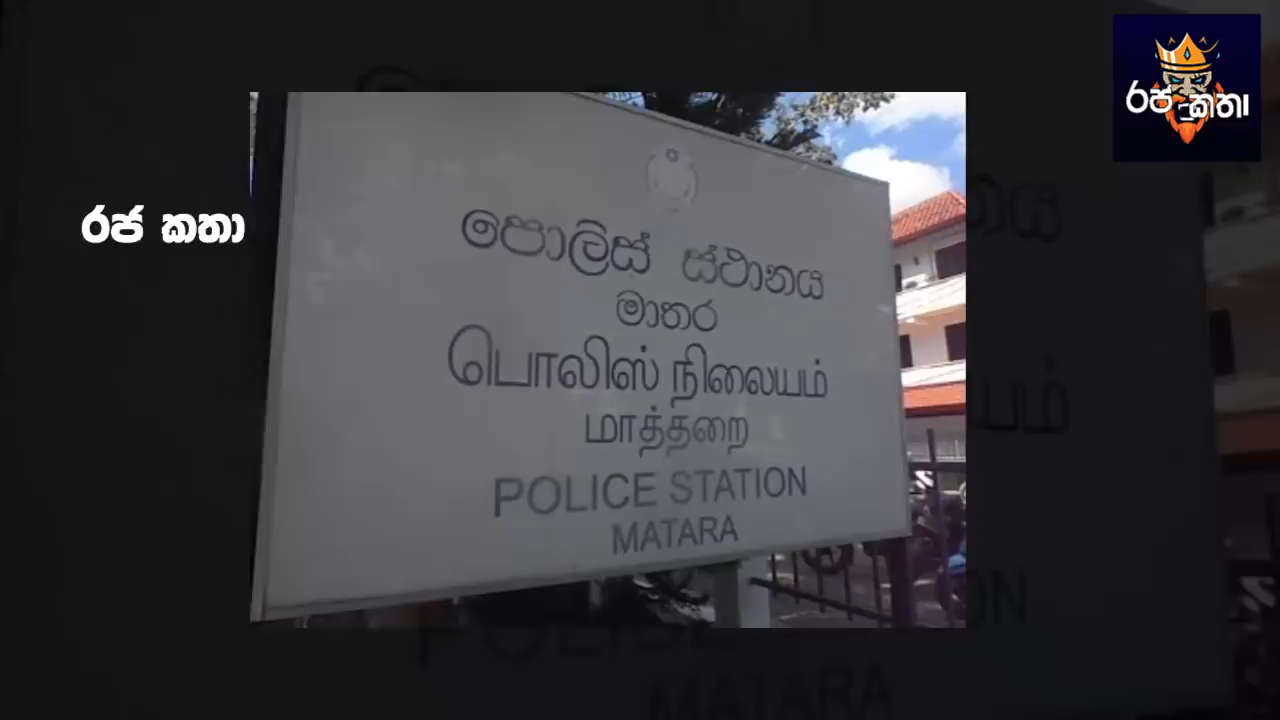 රජ කතා
රජ කතා
පොලිස් ස්ථානය
මාතර
பொலிஸ் நிலையம்
மாத்தறை
POLICE STATION
MATARA